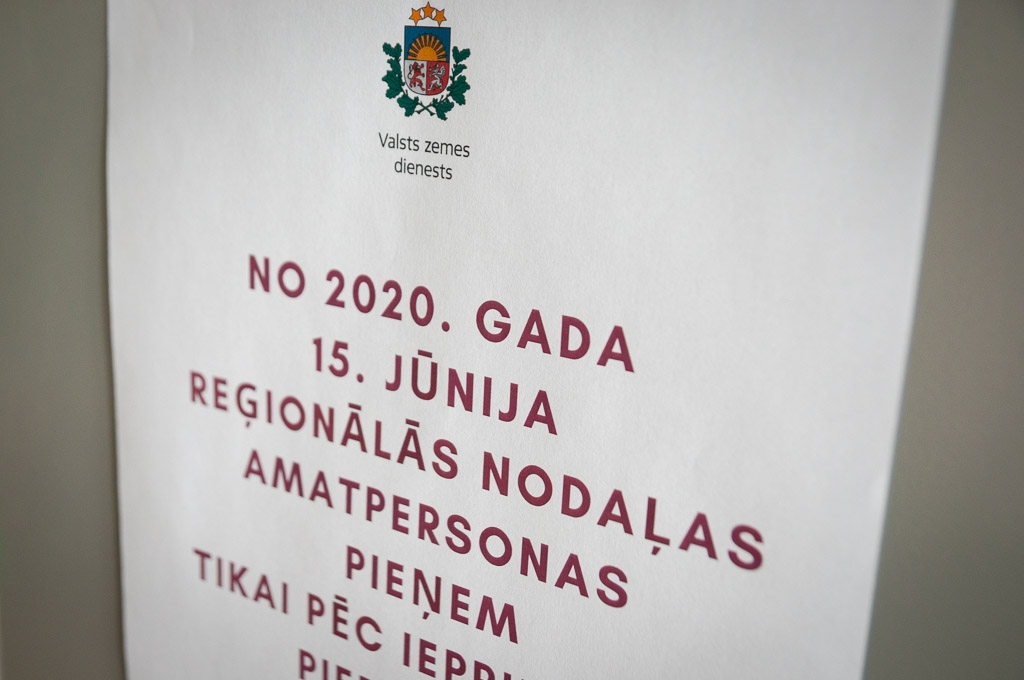 Valsts zemes
dienests
NO 2020. GADA
15. JŪNIJA
REĢIONĀLĀS NODAĻAS
AMATPERSONAS
PIEŅEM
TIKAI PĒC